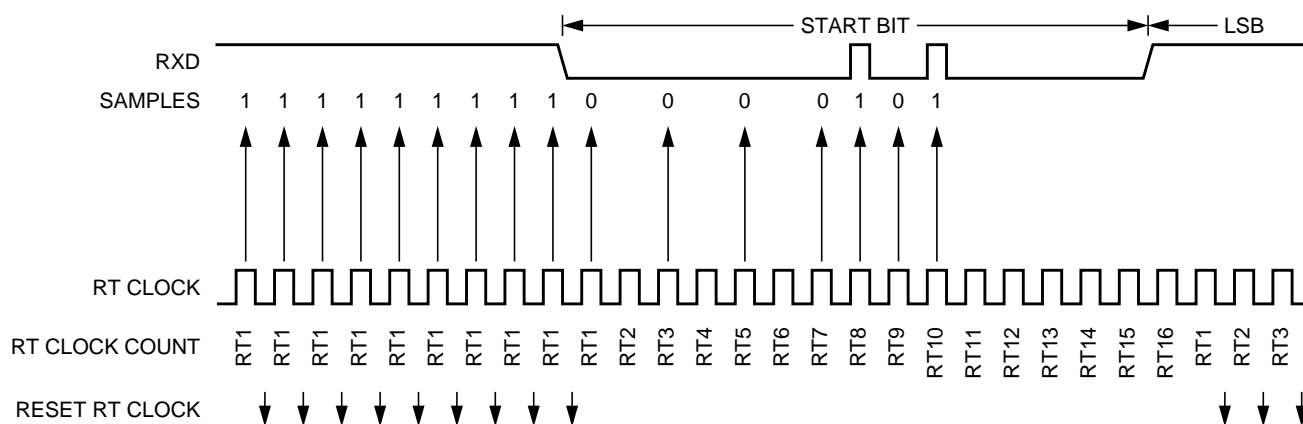 START BIT LSB
RXD
SAMPLES 1 1 1 1 1 1 1 1 1 0 0 0 0 1 0 1
RT CLOCK
RT CLOCK COUNT RT1 RT1 RT1 RT1 RT1 RT1 RT1 RT1 RT1 RT1 RT2 RT3 RT4 RT5 RT6 RT7 RT8 RT9 RT10 RT11 RT12 RT13 RT14 RT15 RT16 RT1 RT2 RT3
RESET RT CLOCK